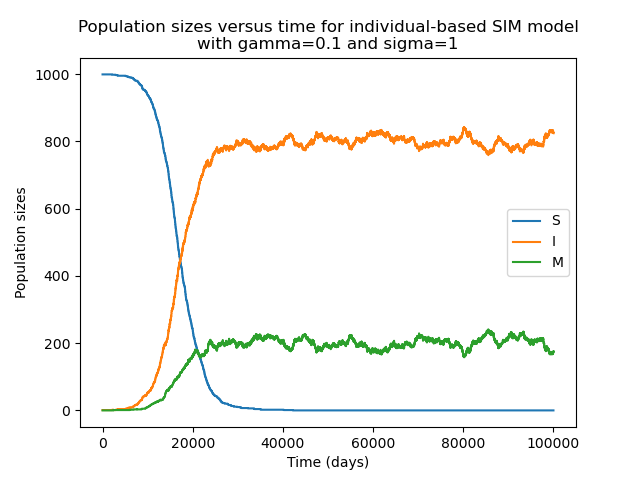 Population sizes versus time for individual-based SIM model
with gamma=0.1 and sigma=1
Population sizes
1000
800
600
400
200
0
S
I
M
0 20000 40000 60000 80000 100000
Time (days)